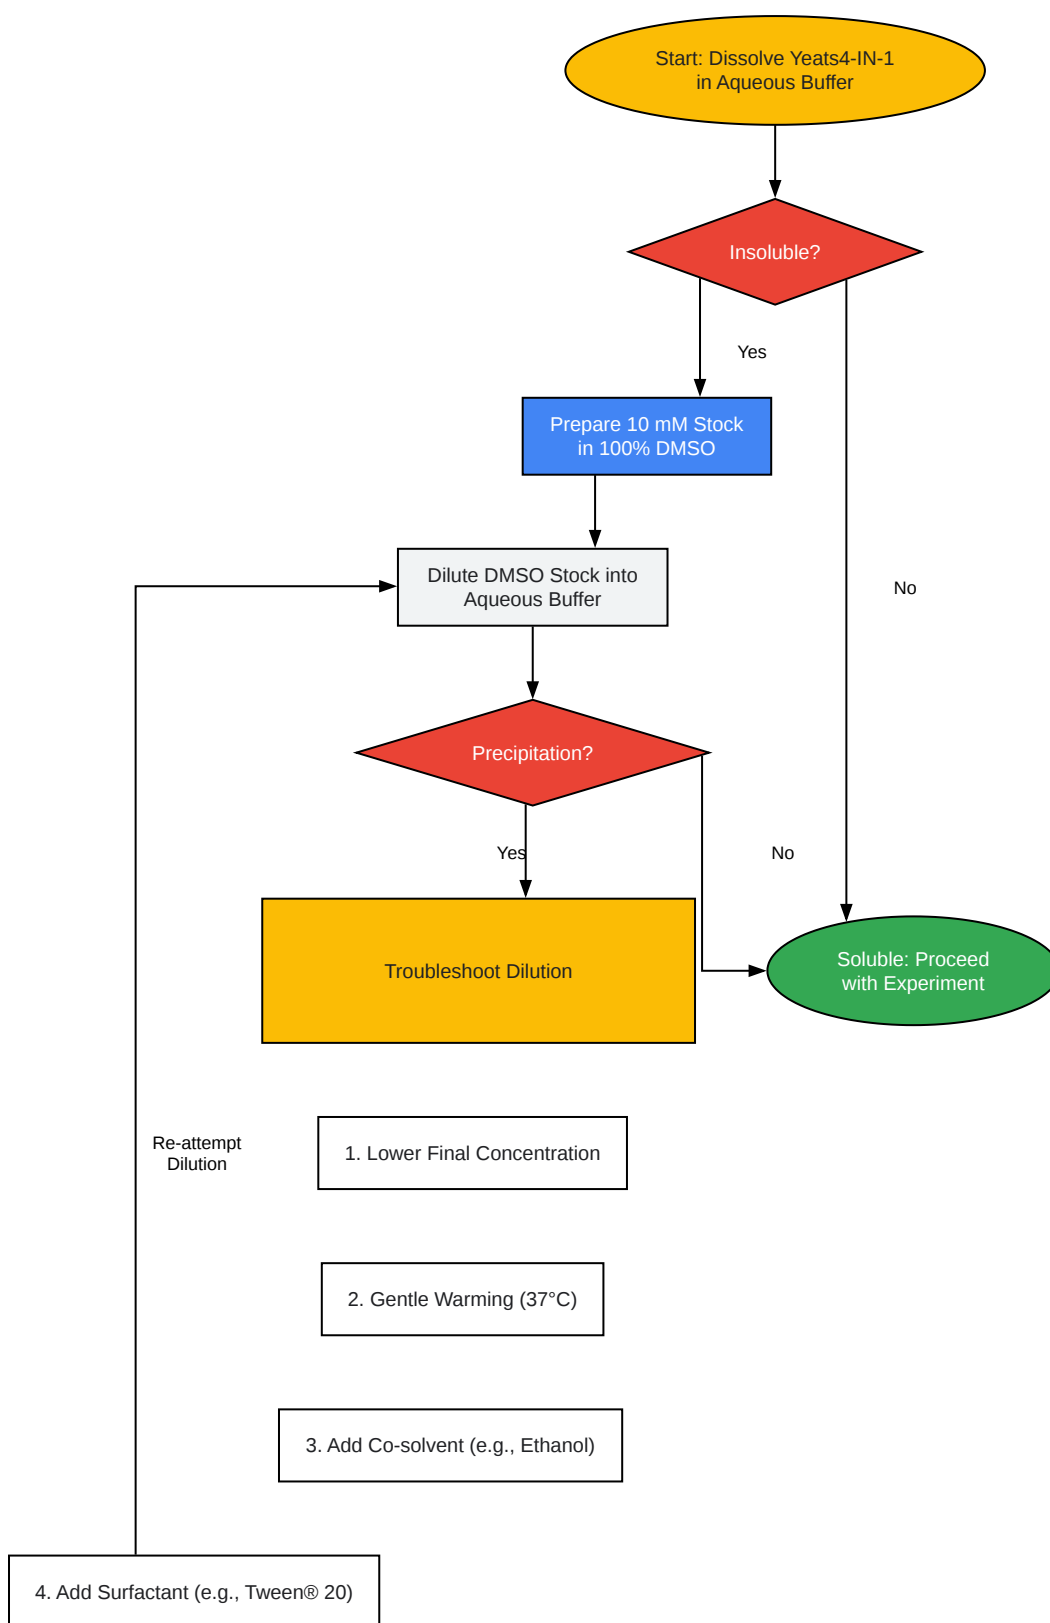 Start: Dissolve Yeats4-IN-1
in Aqueous Buffer
Insoluble?
Yes
Prepare 10 mM Stock
in 100% DMSO
Dilute DMSO Stock into
Aqueous Buffer
No
Precipitation?
Yes
No
Troubleshoot Dilution
Soluble: Proceed
with Experiment
1. Lower Final Concentration
Re-attempt
Dilution
2. Gentle Warming (37°C)
3. Add Co-solvent (e.g., Ethanol)
4. Add Surfactant (e.g., Tween® 20)